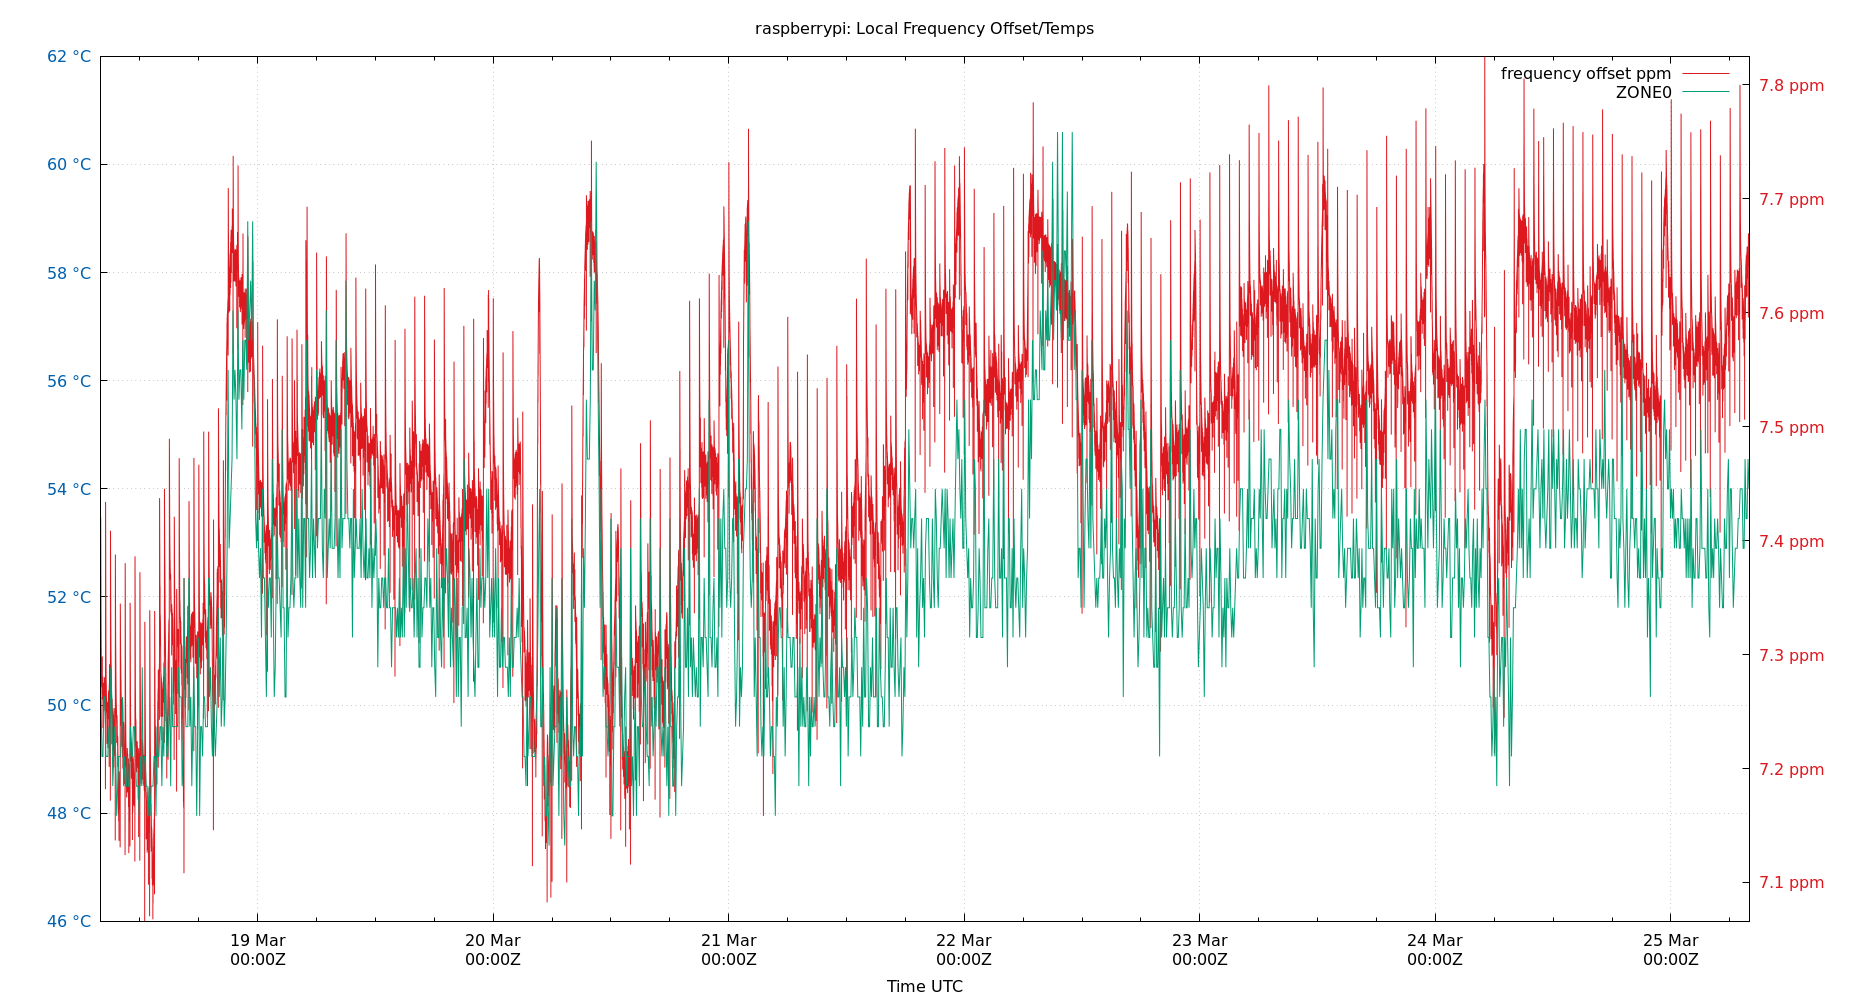 raspberrypi: Local Frequency Offset/Temps
62 °C
60 °C
58 °C
56 °C
54 °C
52 °C
50 °C
48 °C
46 °C
frequency offset ppm
ZONE0
7.8 ppm
7.7 ppm
7.6 ppm
7.5 ppm
7.4 ppm
7.3 ppm
7.2 ppm
7.1 ppm
19 Mar 20 Mar 21 Mar 22 Mar 23 Mar 24 Mar 25 Mar
00:00Z 00:00Z 00:00Z 00:00Z 00:00Z 00:00Z 00:00Z
Time UTC